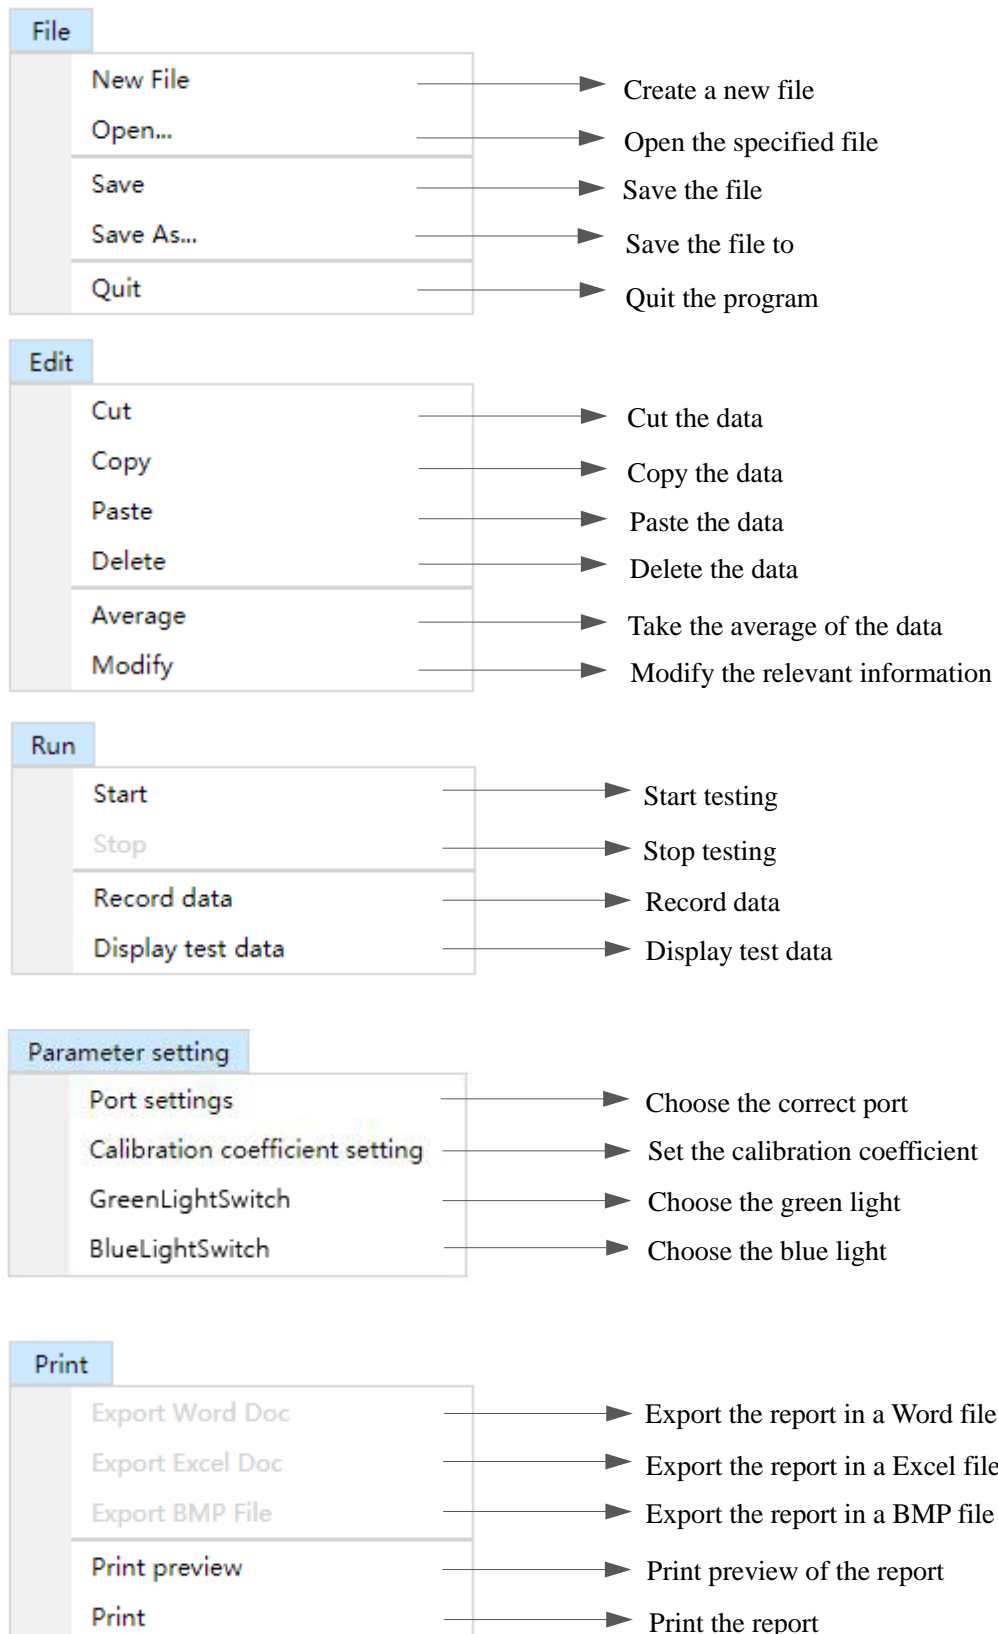 File
New File Create a new file
Open... Open the specified file
Save Save the file
Save As... Save the file to
Quit Quit the program
Edit
Cut Cut the data
Copy Copy the data
Paste Paste the data
Delete Delete the data
Average Take the average of the data
Modify Modify the relevant information
Run
Start Start testing
Stop Stop testing
Record data Record data
Display test data Display test data
Parameter setting
Port settings Choose the correct port
Calibration coefficient setting Set the calibration coefficient
GreenLightSwitch Choose the green light
BlueLightSwitch Choose the blue light
Print
Export Word Doc Export the report in a Word file
Export Excel Doc Export the report in a Excel file
Export BMP File Export the report in a BMP file
Print preview Print preview of the report
Print Print the report